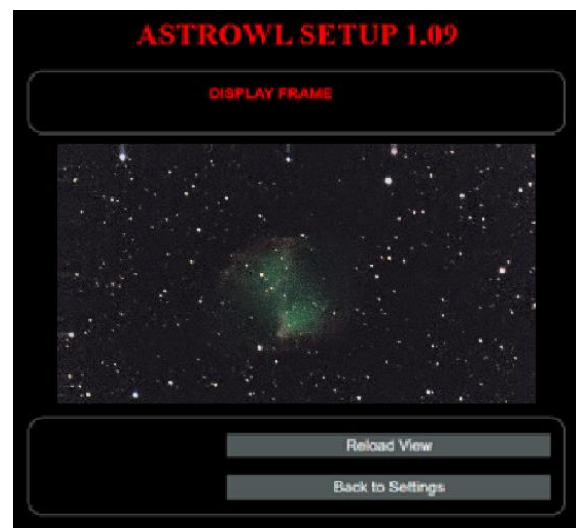 ASTROWL SETUP 1.09
DISPLAY FRAME
Reload View
Back to Settings